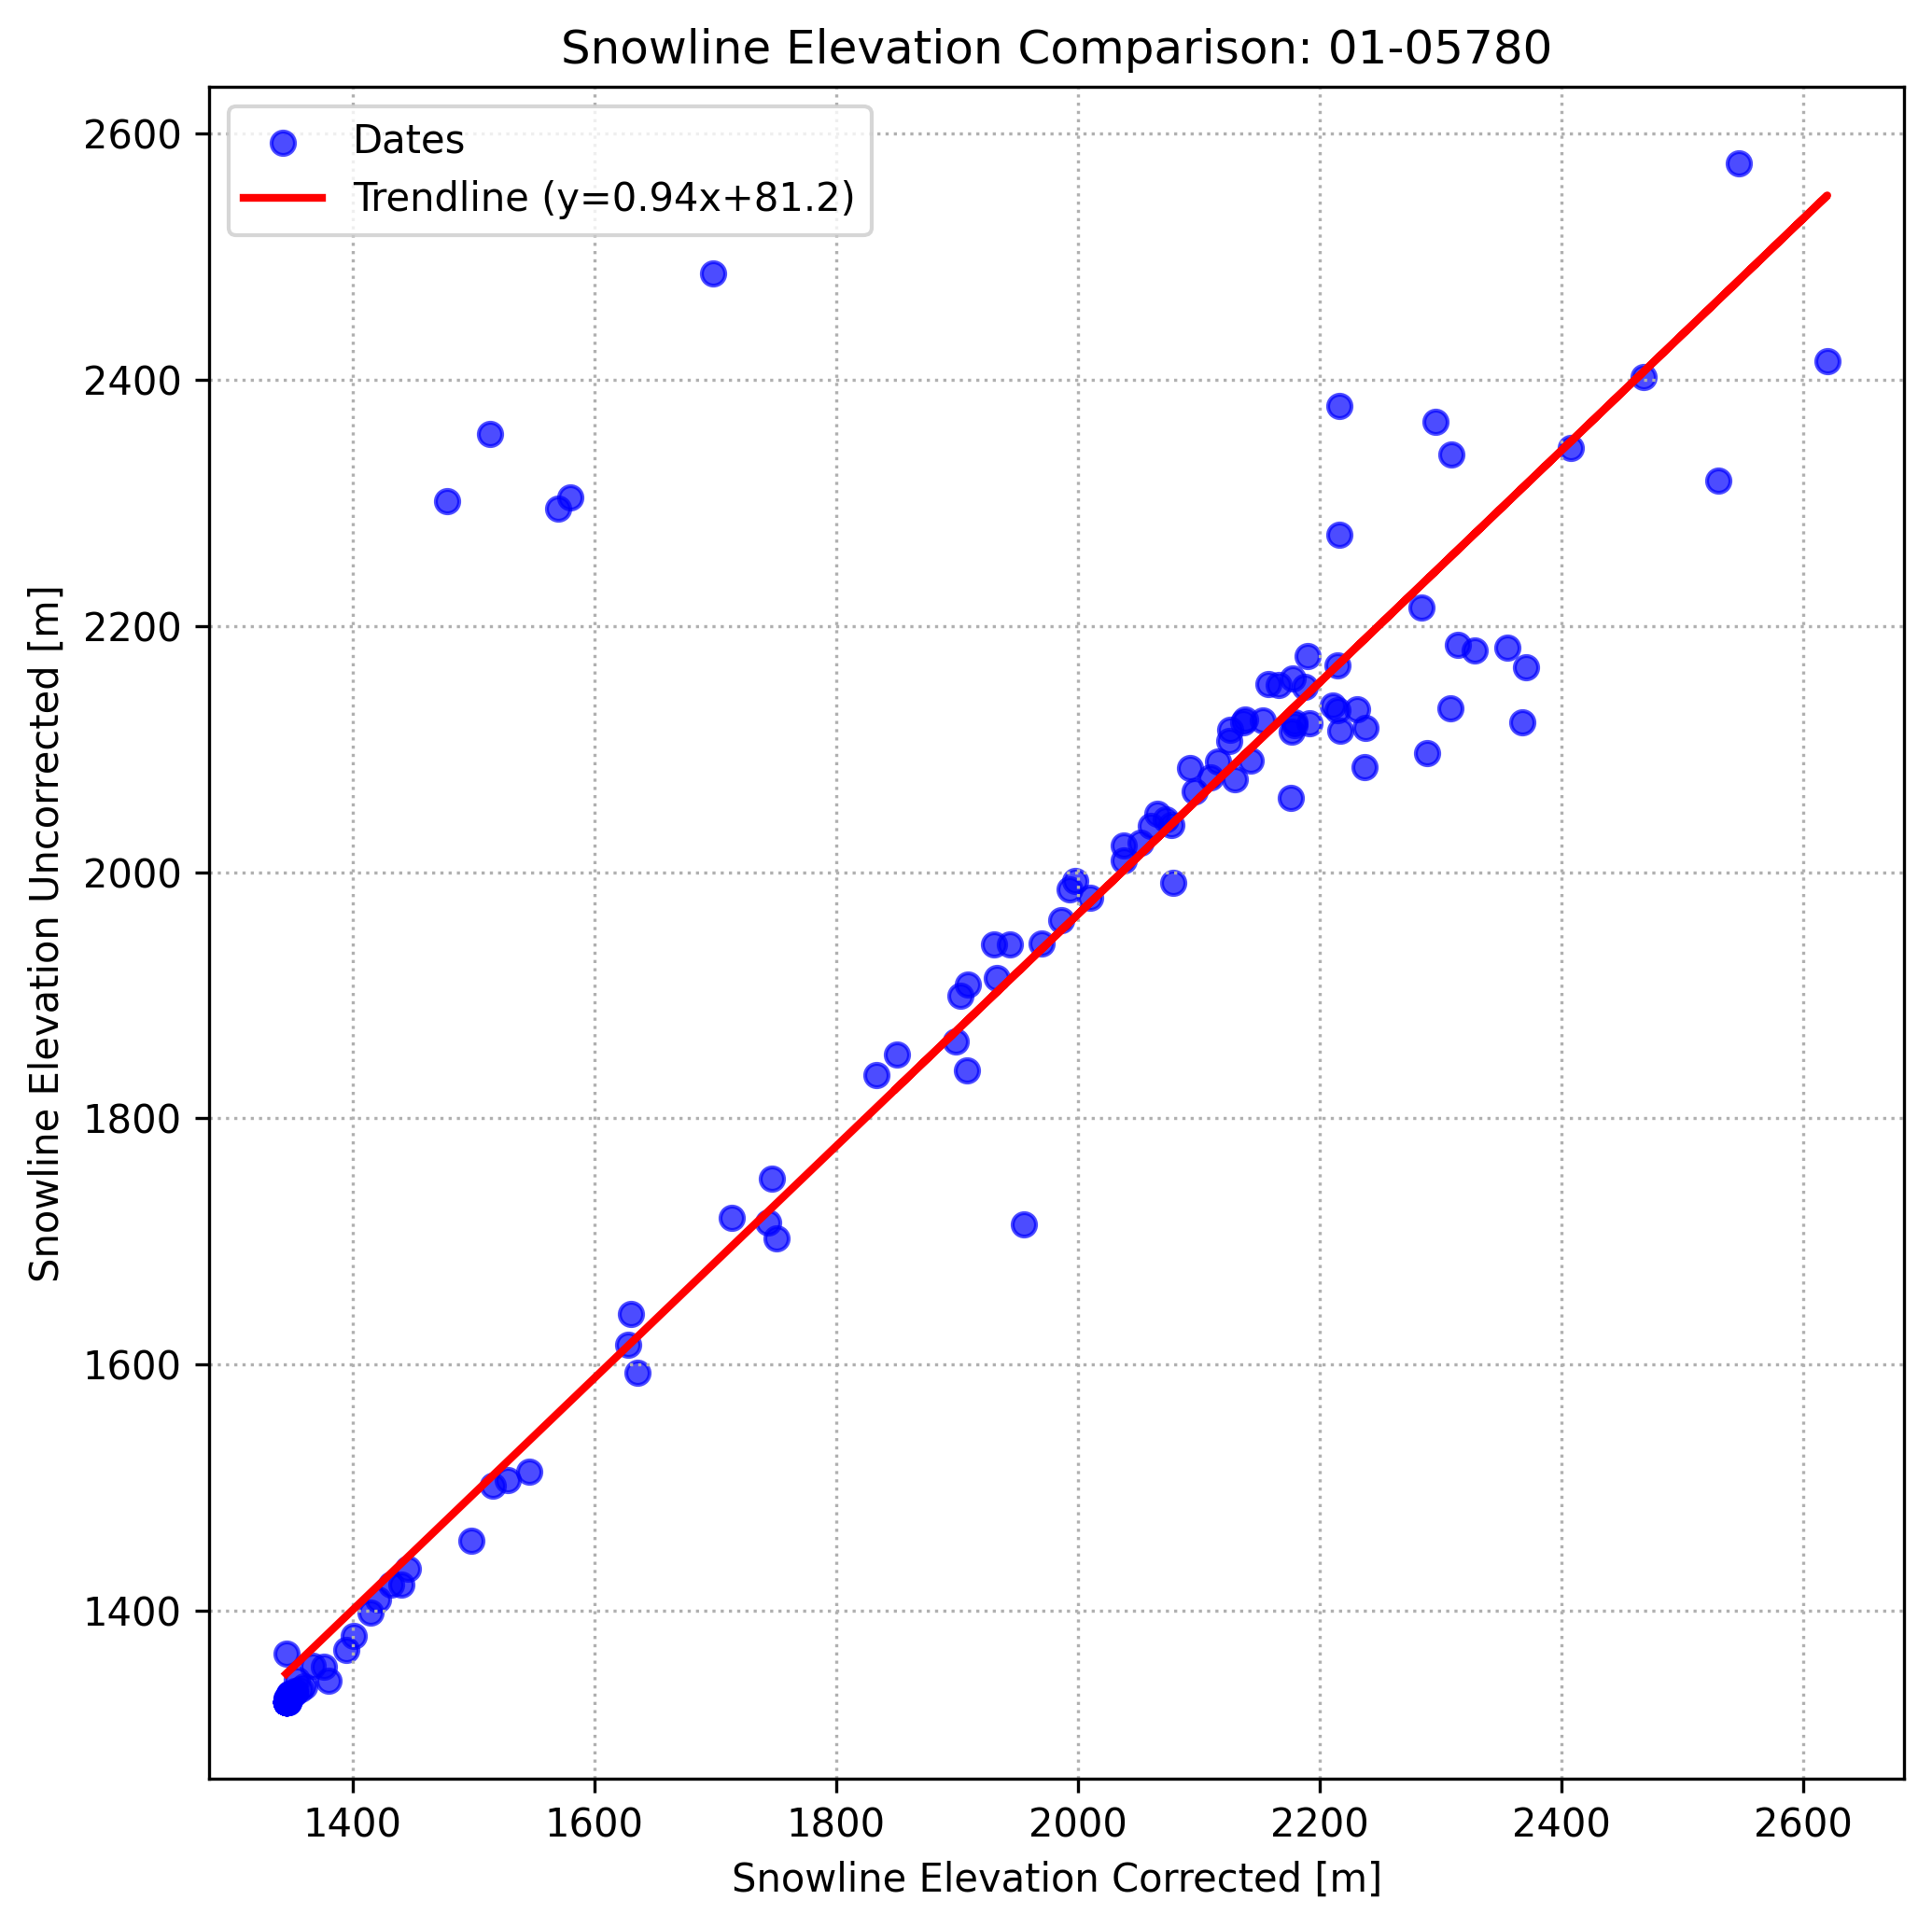 Snowline Elevation Comparison: 01-05780
Dates
Trendline (y=0.94x+81.2)
Snowline Elevation Uncorrected [m]
2600
2400
2200
2000
1800
1600
1400
1400 1600 1800 2000 2200 2400 2600
Snowline Elevation Corrected [m]